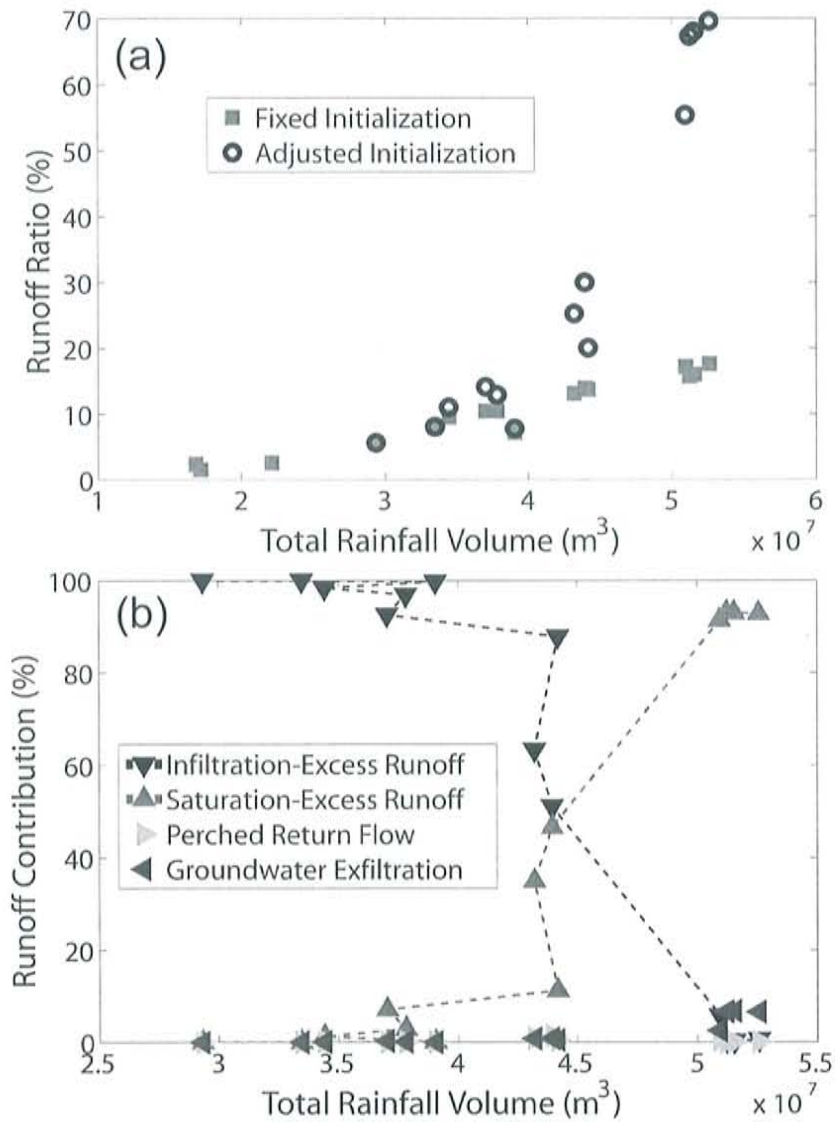 (a)
Fixed Initialization
Adjusted Initialization
Runoff Ratio (%)
70
60
50
40
30
20
10
0
1 2 3 4 5 6
Total Rainfall Volume (m³) x 10⁷
(b)
Infiltration-Excess Runoff
Saturation-Excess Runoff
Perched Return Flow
Groundwater Exfiltration
Runoff Contribution (%)
100
80
60
40
20
0
2.5 3 3.5 4 4.5 5 5.5
Total Rainfall Volume (m³) x 10⁷